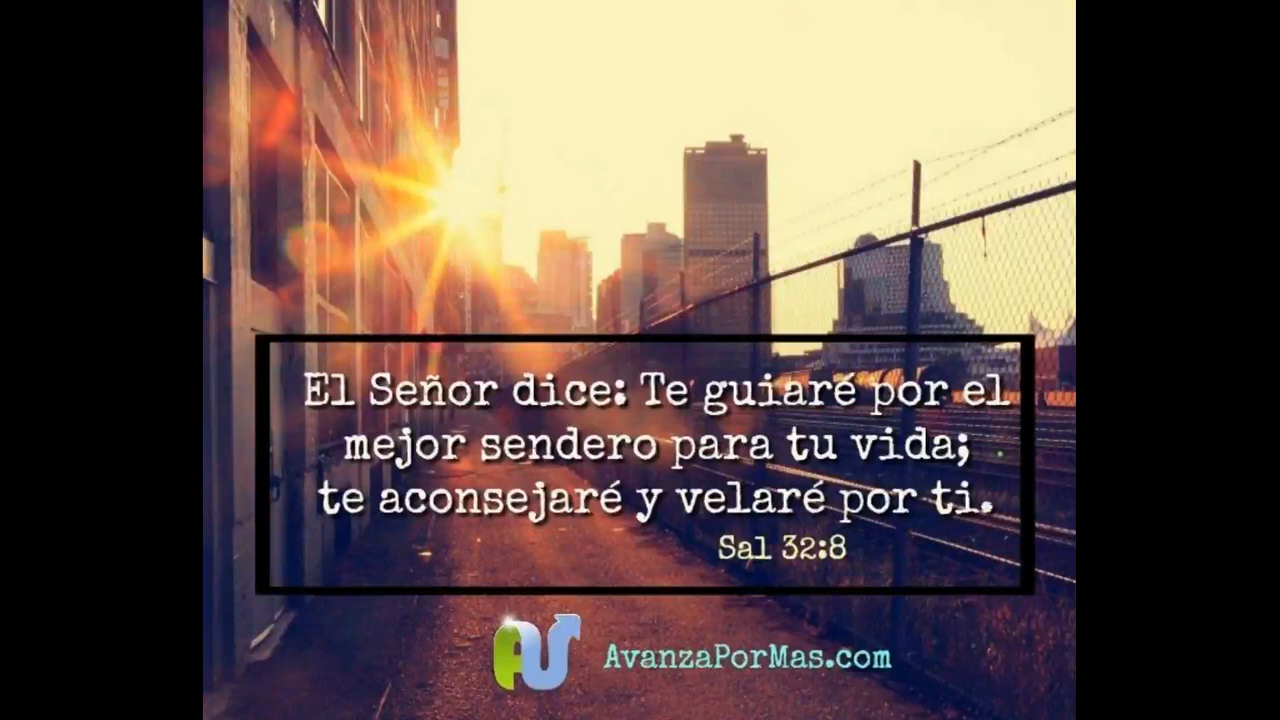 El Señor dice: Te guiaré por el
mejor sendero para tu vida;
te aconsejaré y velaré por ti.
Sal 32:8
AvanzaPorMas.com